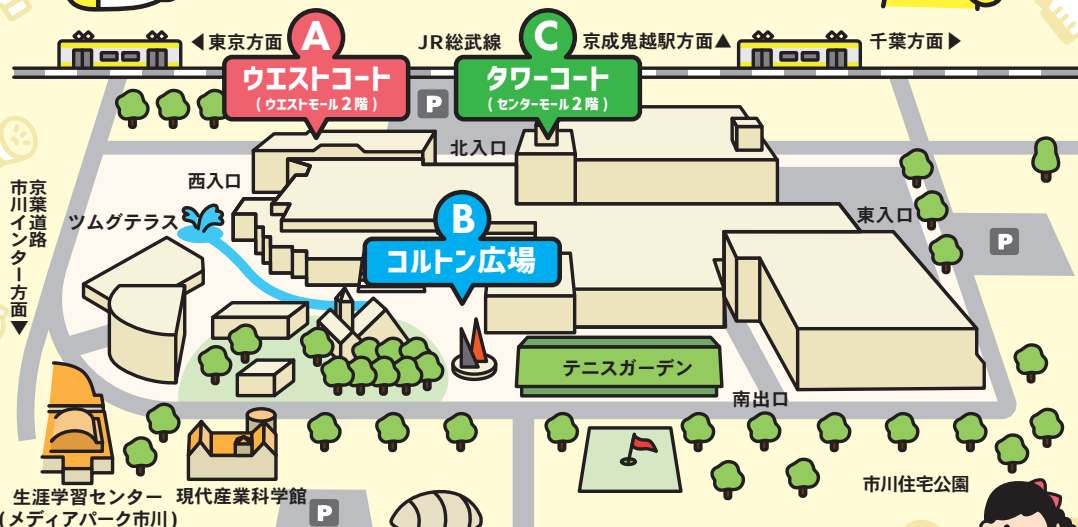 ◀東京方面
A
ウエストコート
(ウエストモール2階)
JR総武線
C
タワーコート
(センターモール2階)
京成鬼越駅方面▲
千葉方面▶
P
北入口
西入口
京葉道路
市川インター方面▼
ツムグテラス
B
コルトン広場
東入口
P
テニスガーデン
南出口
生涯学習センター
(メディアパーク市川)
現代産業科学館
P
市川住宅公園